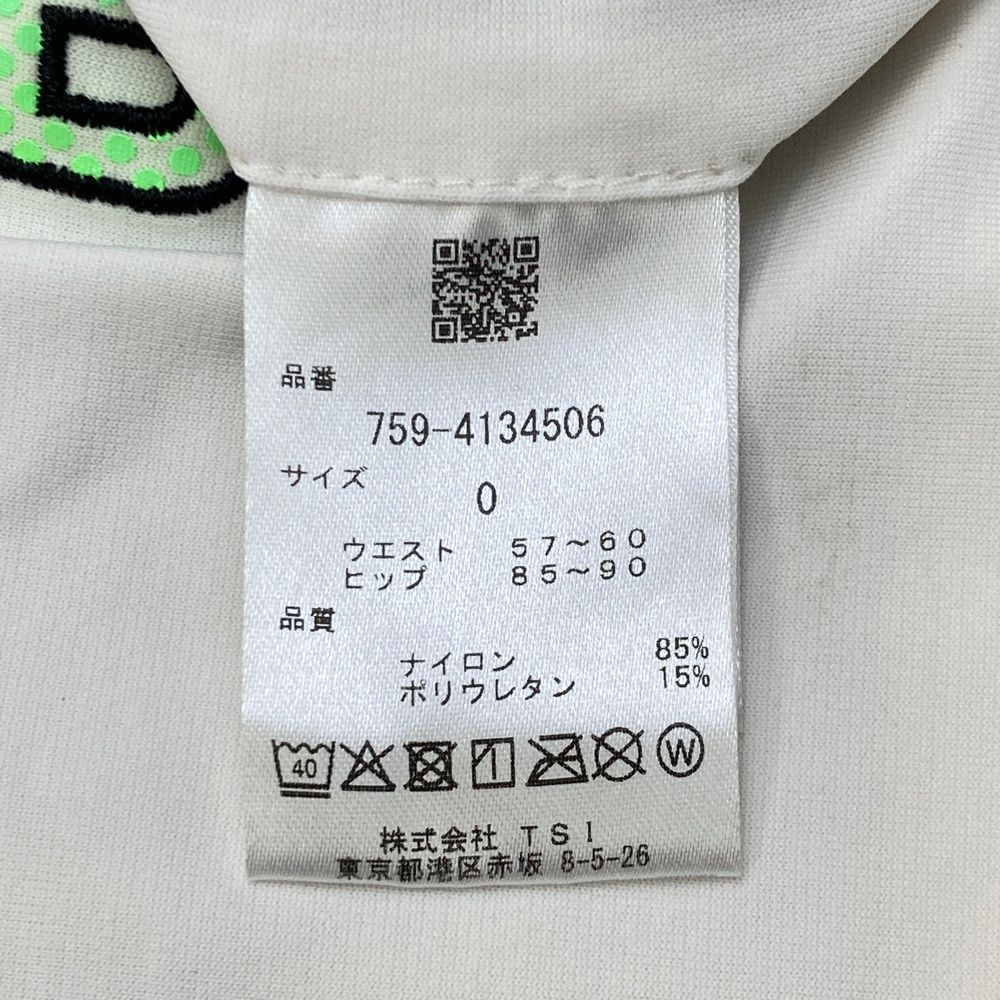 品番
759-4134506
サイズ
0
ウエスト 57～60
ヒップ 85～90
品質
ナイロン 85%
ポリウレタン 15%
40
W
株式会社 TSI
東京都港区赤坂 8-5-26